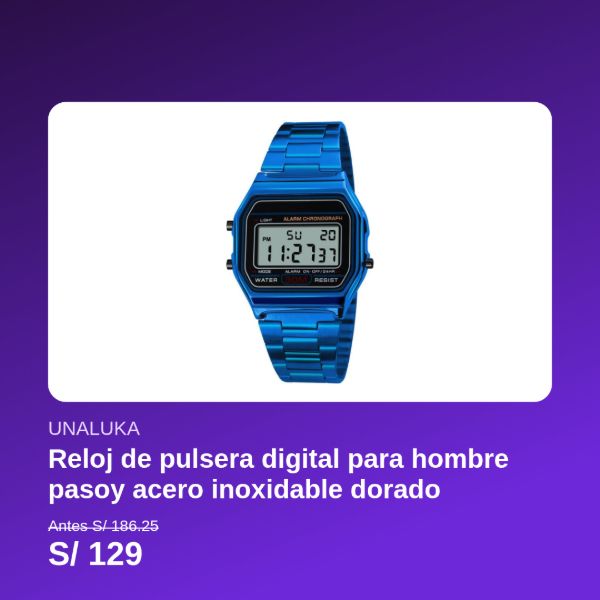 LIGHT ALARM CHRONOGRAPH
PM SU 20
11:27 37
MODE ALARM ON-OFF/24HR
WATER RESIST
UNALUKA
Reloj de pulsera digital para hombre
pasoy acero inoxidable dorado
Antes S/ 186.25
S/ 129